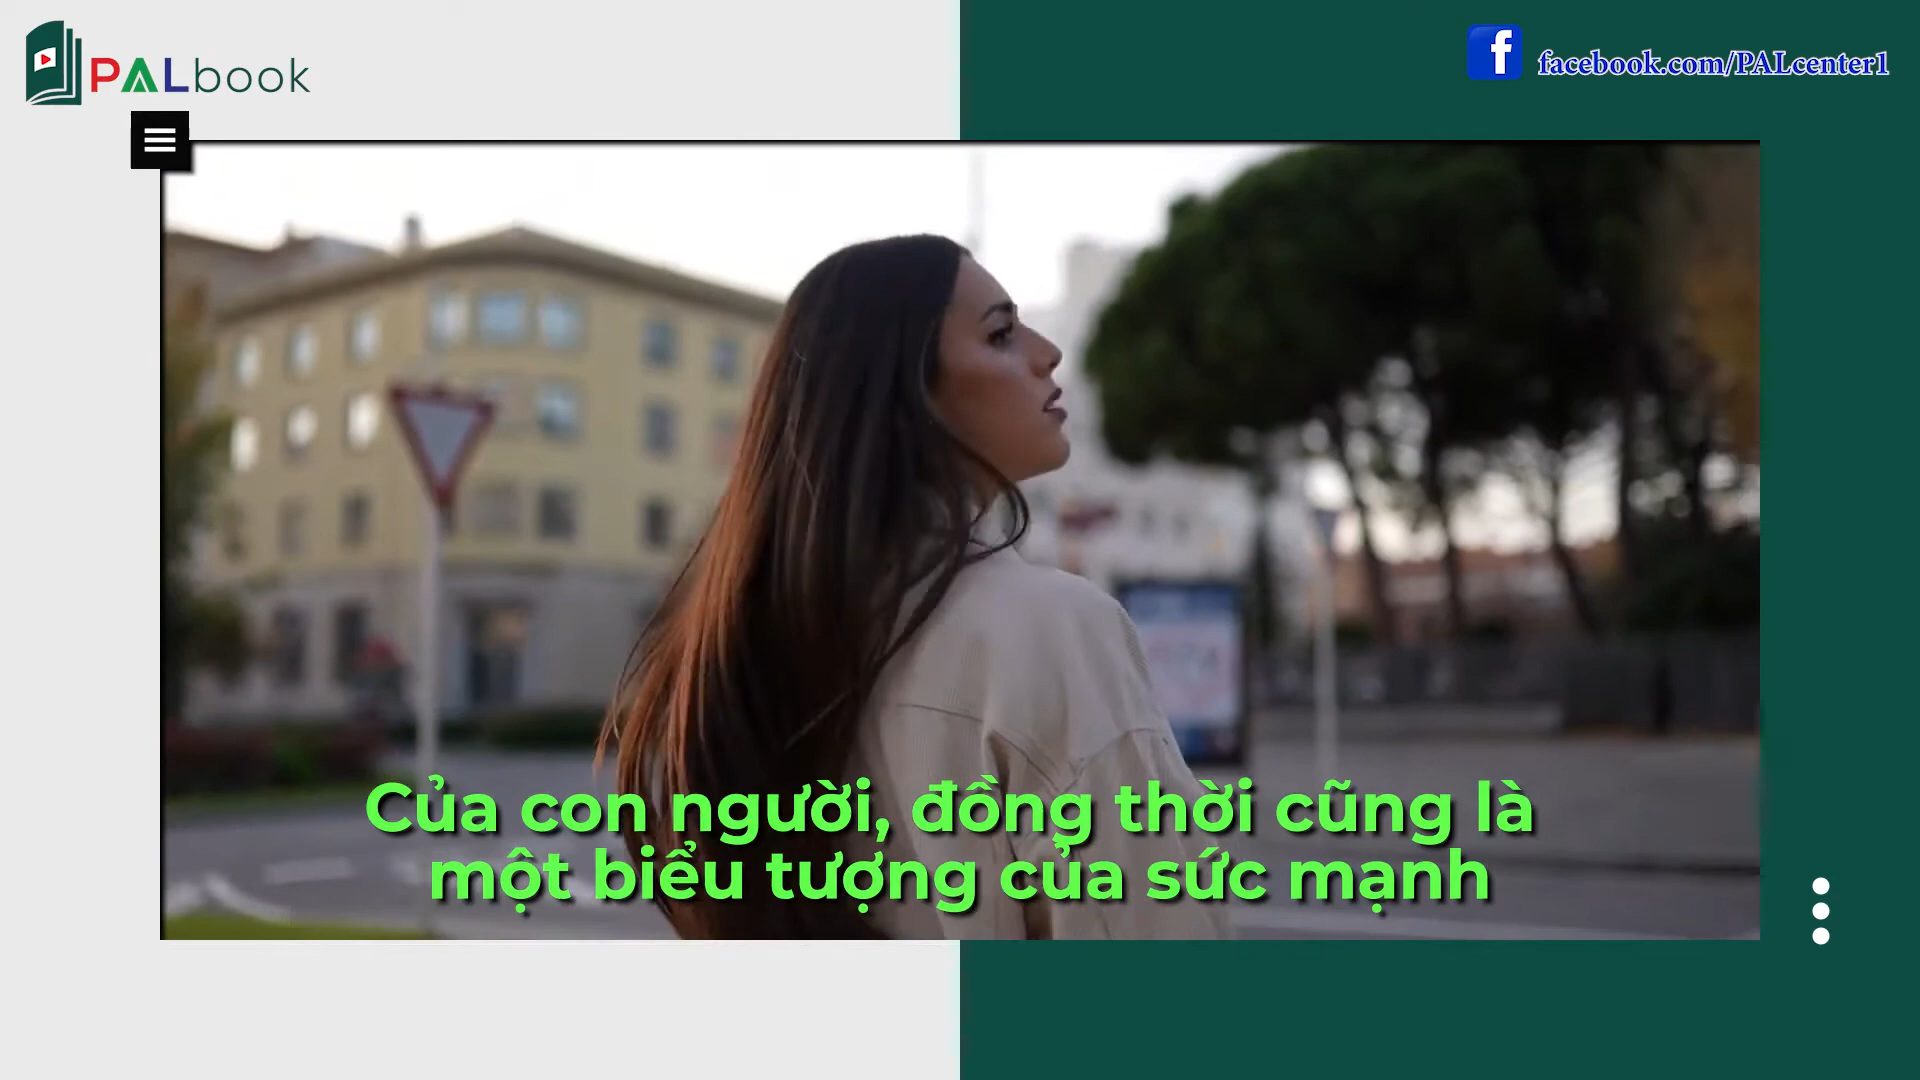 PALbook
facebook.com/PALcenter1
Của con người, đồng thời cũng là
một biểu tượng của sức mạnh